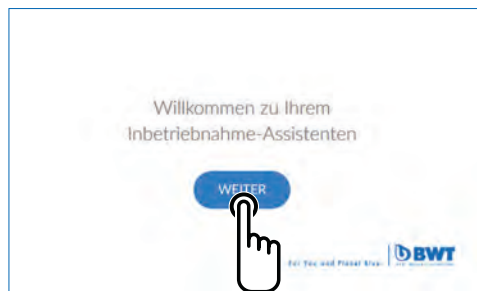 Willkommen zu Ihrem
Inbetriebnahme-Assistenten
WEITER
For You and Planet Blue.
BWT